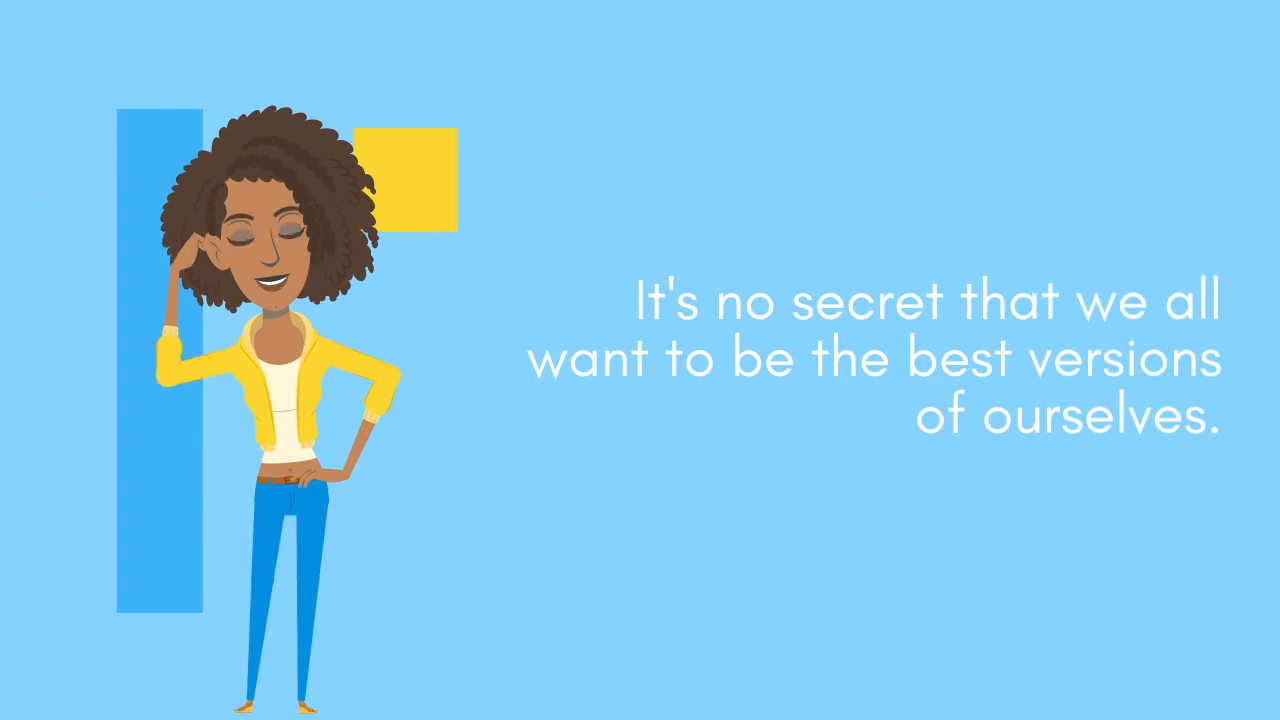 It's no secret that we all
want to be the best versions
of ourselves.